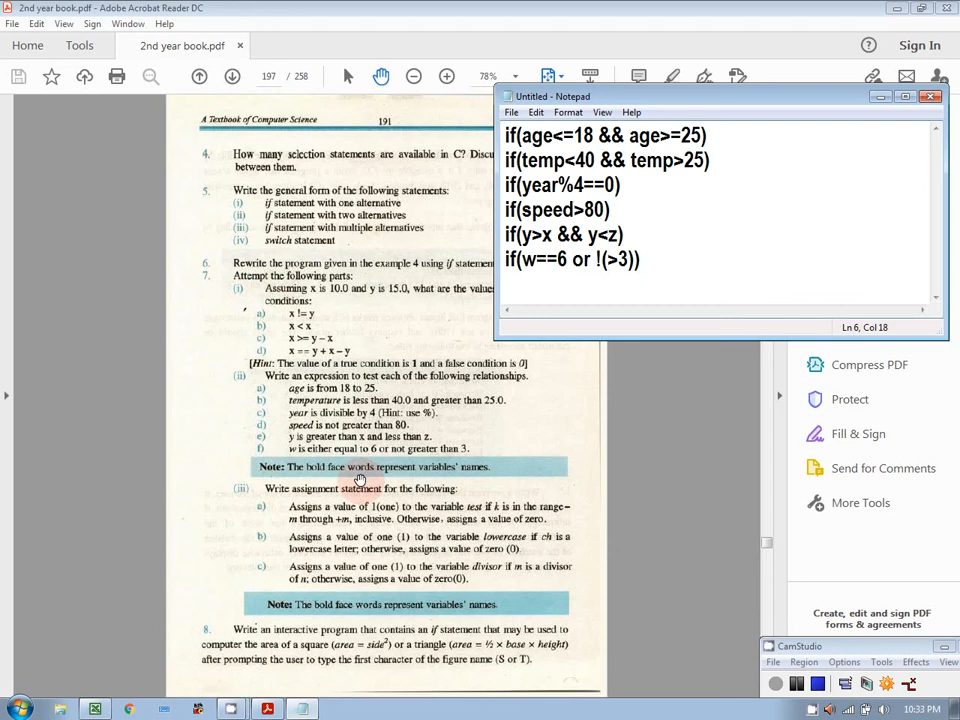 2nd year book.pdf - Adobe Acrobat Reader DC
File Edit View Sign Window Help
Home Tools 2nd year book.pdf × Sign In
197 / 258 78%
A Textbook of Computer Science 191
4. How many selection statements are available in C? Discu
between them.
5. Write the general form of the following statements:
(i) if statement with one alternative
(ii) if statement with two alternatives
(iii) if statement with multiple alternatives
(iv) switch statement
6. Rewrite the program given in the example 4 using if statemen
7. Attempt the following parts:
(i) Assuming x is 10.0 and y is 15.0, what are the values
conditions:
a) x != y
b) x < x
c) x >= y – x
d) x == y + x – y
[Hint: The value of a true condition is 1 and a false condition is 0]
(ii) Write an expression to test each of the following relationships.
a) age is from 18 to 25.
b) temperature is less than 40.0 and greater than 25.0.
c) year is divisible by 4 (Hint: use %).
d) speed is not greater than 80.
e) y is greater than x and less than z.
f) w is either equal to 6 or not greater than 3.
Note: The bold face words represent variables' names.
(iii) Write assignment statement for the following:
a) Assigns a value of 1(one) to the variable test if k is in the range–
m through +m, inclusive. Otherwise, assigns a value of zero.
b) Assigns a value of one (1) to the variable lowercase if ch is a
lowercase letter; otherwise, assigns a value of zero (0).
c) Assigns a value of one (1) to the variable divisor if m is a divisor
of n; otherwise, assigns a value of zero(0).
Note: The bold face words represent variables' names.
8. Write an interactive program that contains an if statement that may be used to
computer the area of a square (area = side²) or a triangle (area = ½ × base × height)
after prompting the user to type the first character of the figure name (S or T).
Untitled - Notepad
File Edit Format View Help
if(age<=18 && age>=25)
if(temp<40 && temp>25)
if(year%4==0)
if(speed>80)
if(y>x && y<z)
if(w==6 or !(>3))
Ln 6, Col 18
Compress PDF
Protect
Fill & Sign
Send for Comments
More Tools
Create, edit and sign PDF
forms & agreements
CamStudio
File Region Options Tools Effects View
10:33 PM